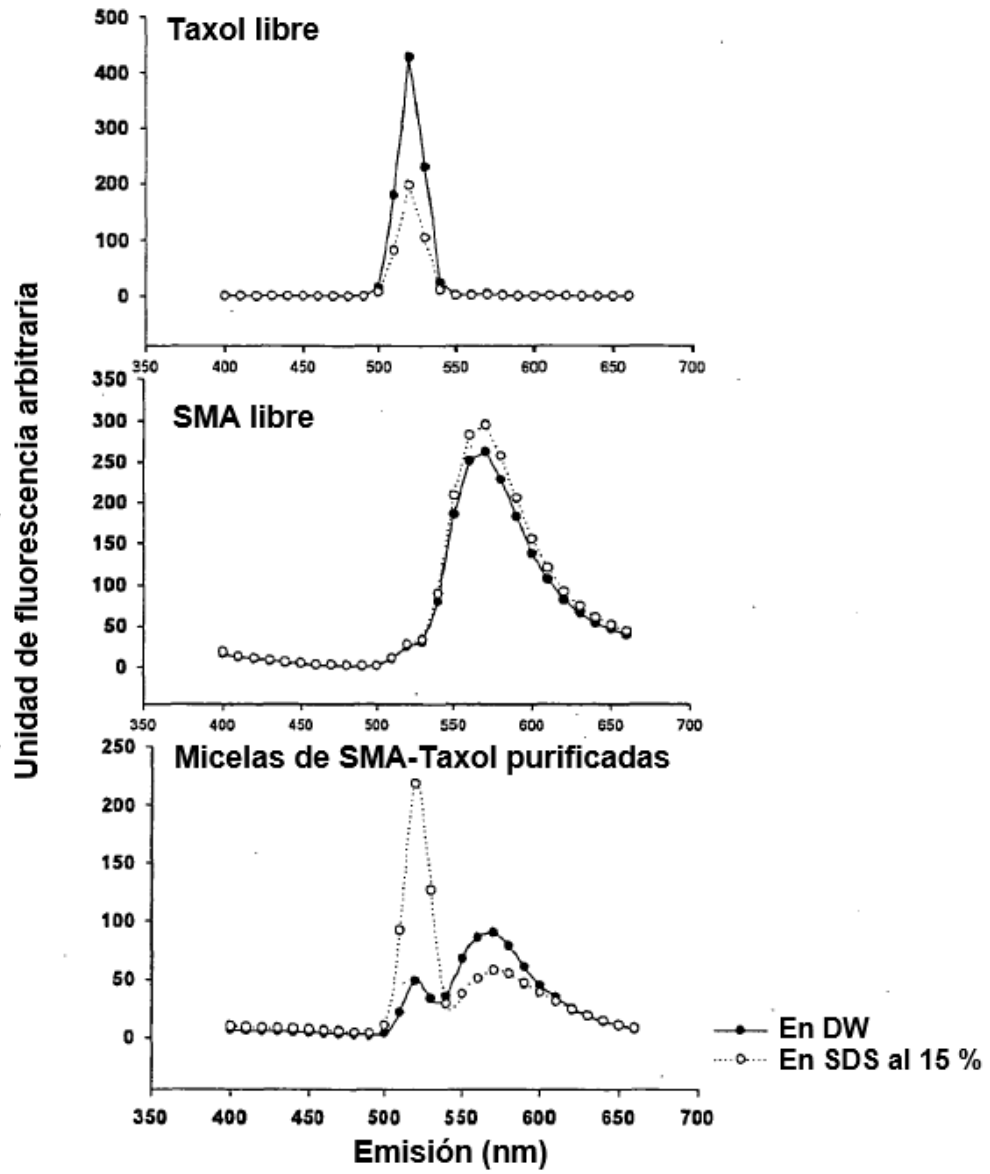 Unidad de fluorescencia arbitraria
Taxol libre
500
400
300
200
100
0
350 400 450 500 550 600 650 700
SMA libre
350
300
250
200
150
100
50
0
350 400 450 500 550 600 650 700
Micelas de SMA-Taxol purificadas
250
200
150
100
50
0
350 400 450 500 550 600 650 700
Emisión (nm)
En DW
En SDS al 15 %